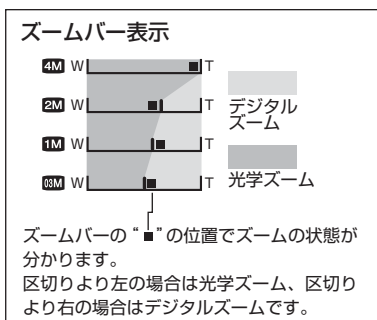 ズームバー表示
4M W T
2M W T デジタル
ズーム
1M W T
03M W T 光学ズーム
ズームバーの“■”の位置でズームの状態が
分かります。
区切りより左の場合は光学ズーム、区切り
より右の場合はデジタルズームです。